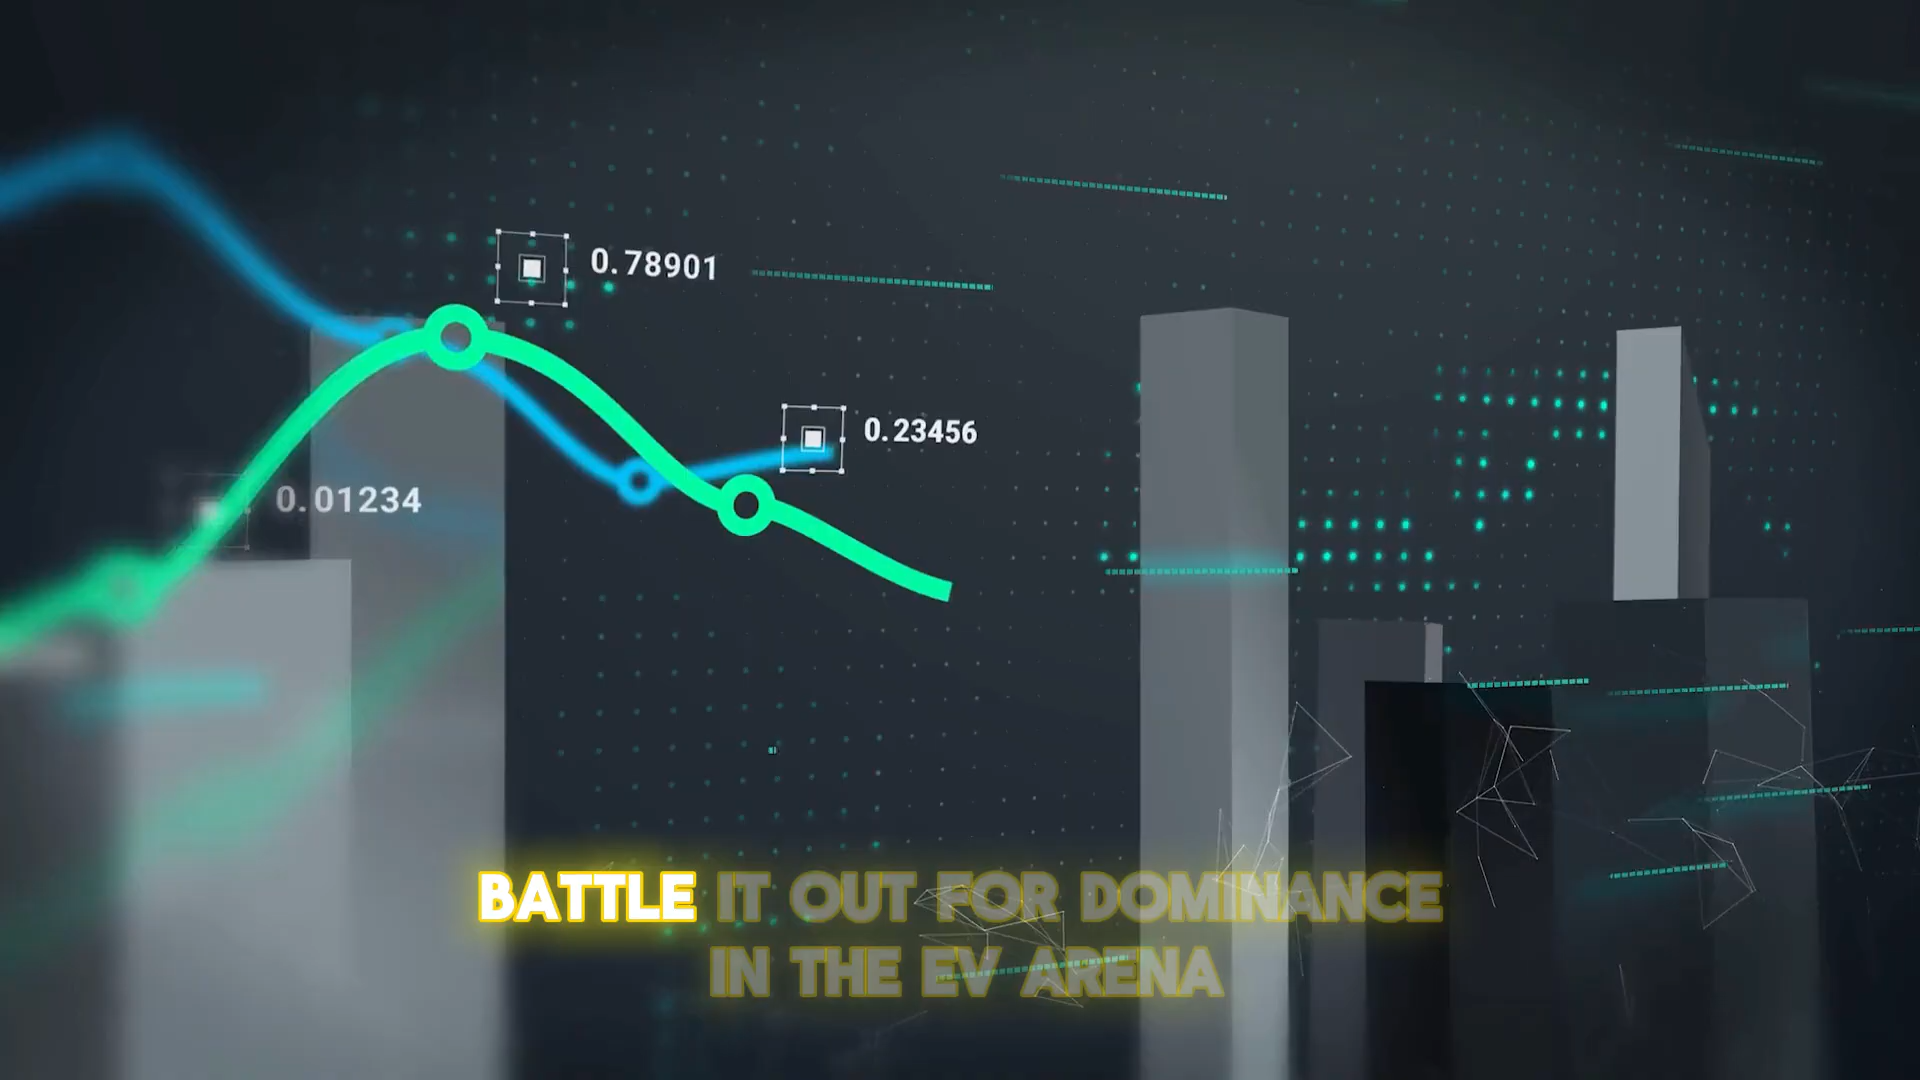 0.78901
0.23456
0.01234
BATTLE IT OUT FOR DOMINANCE
IN THE EV ARENA